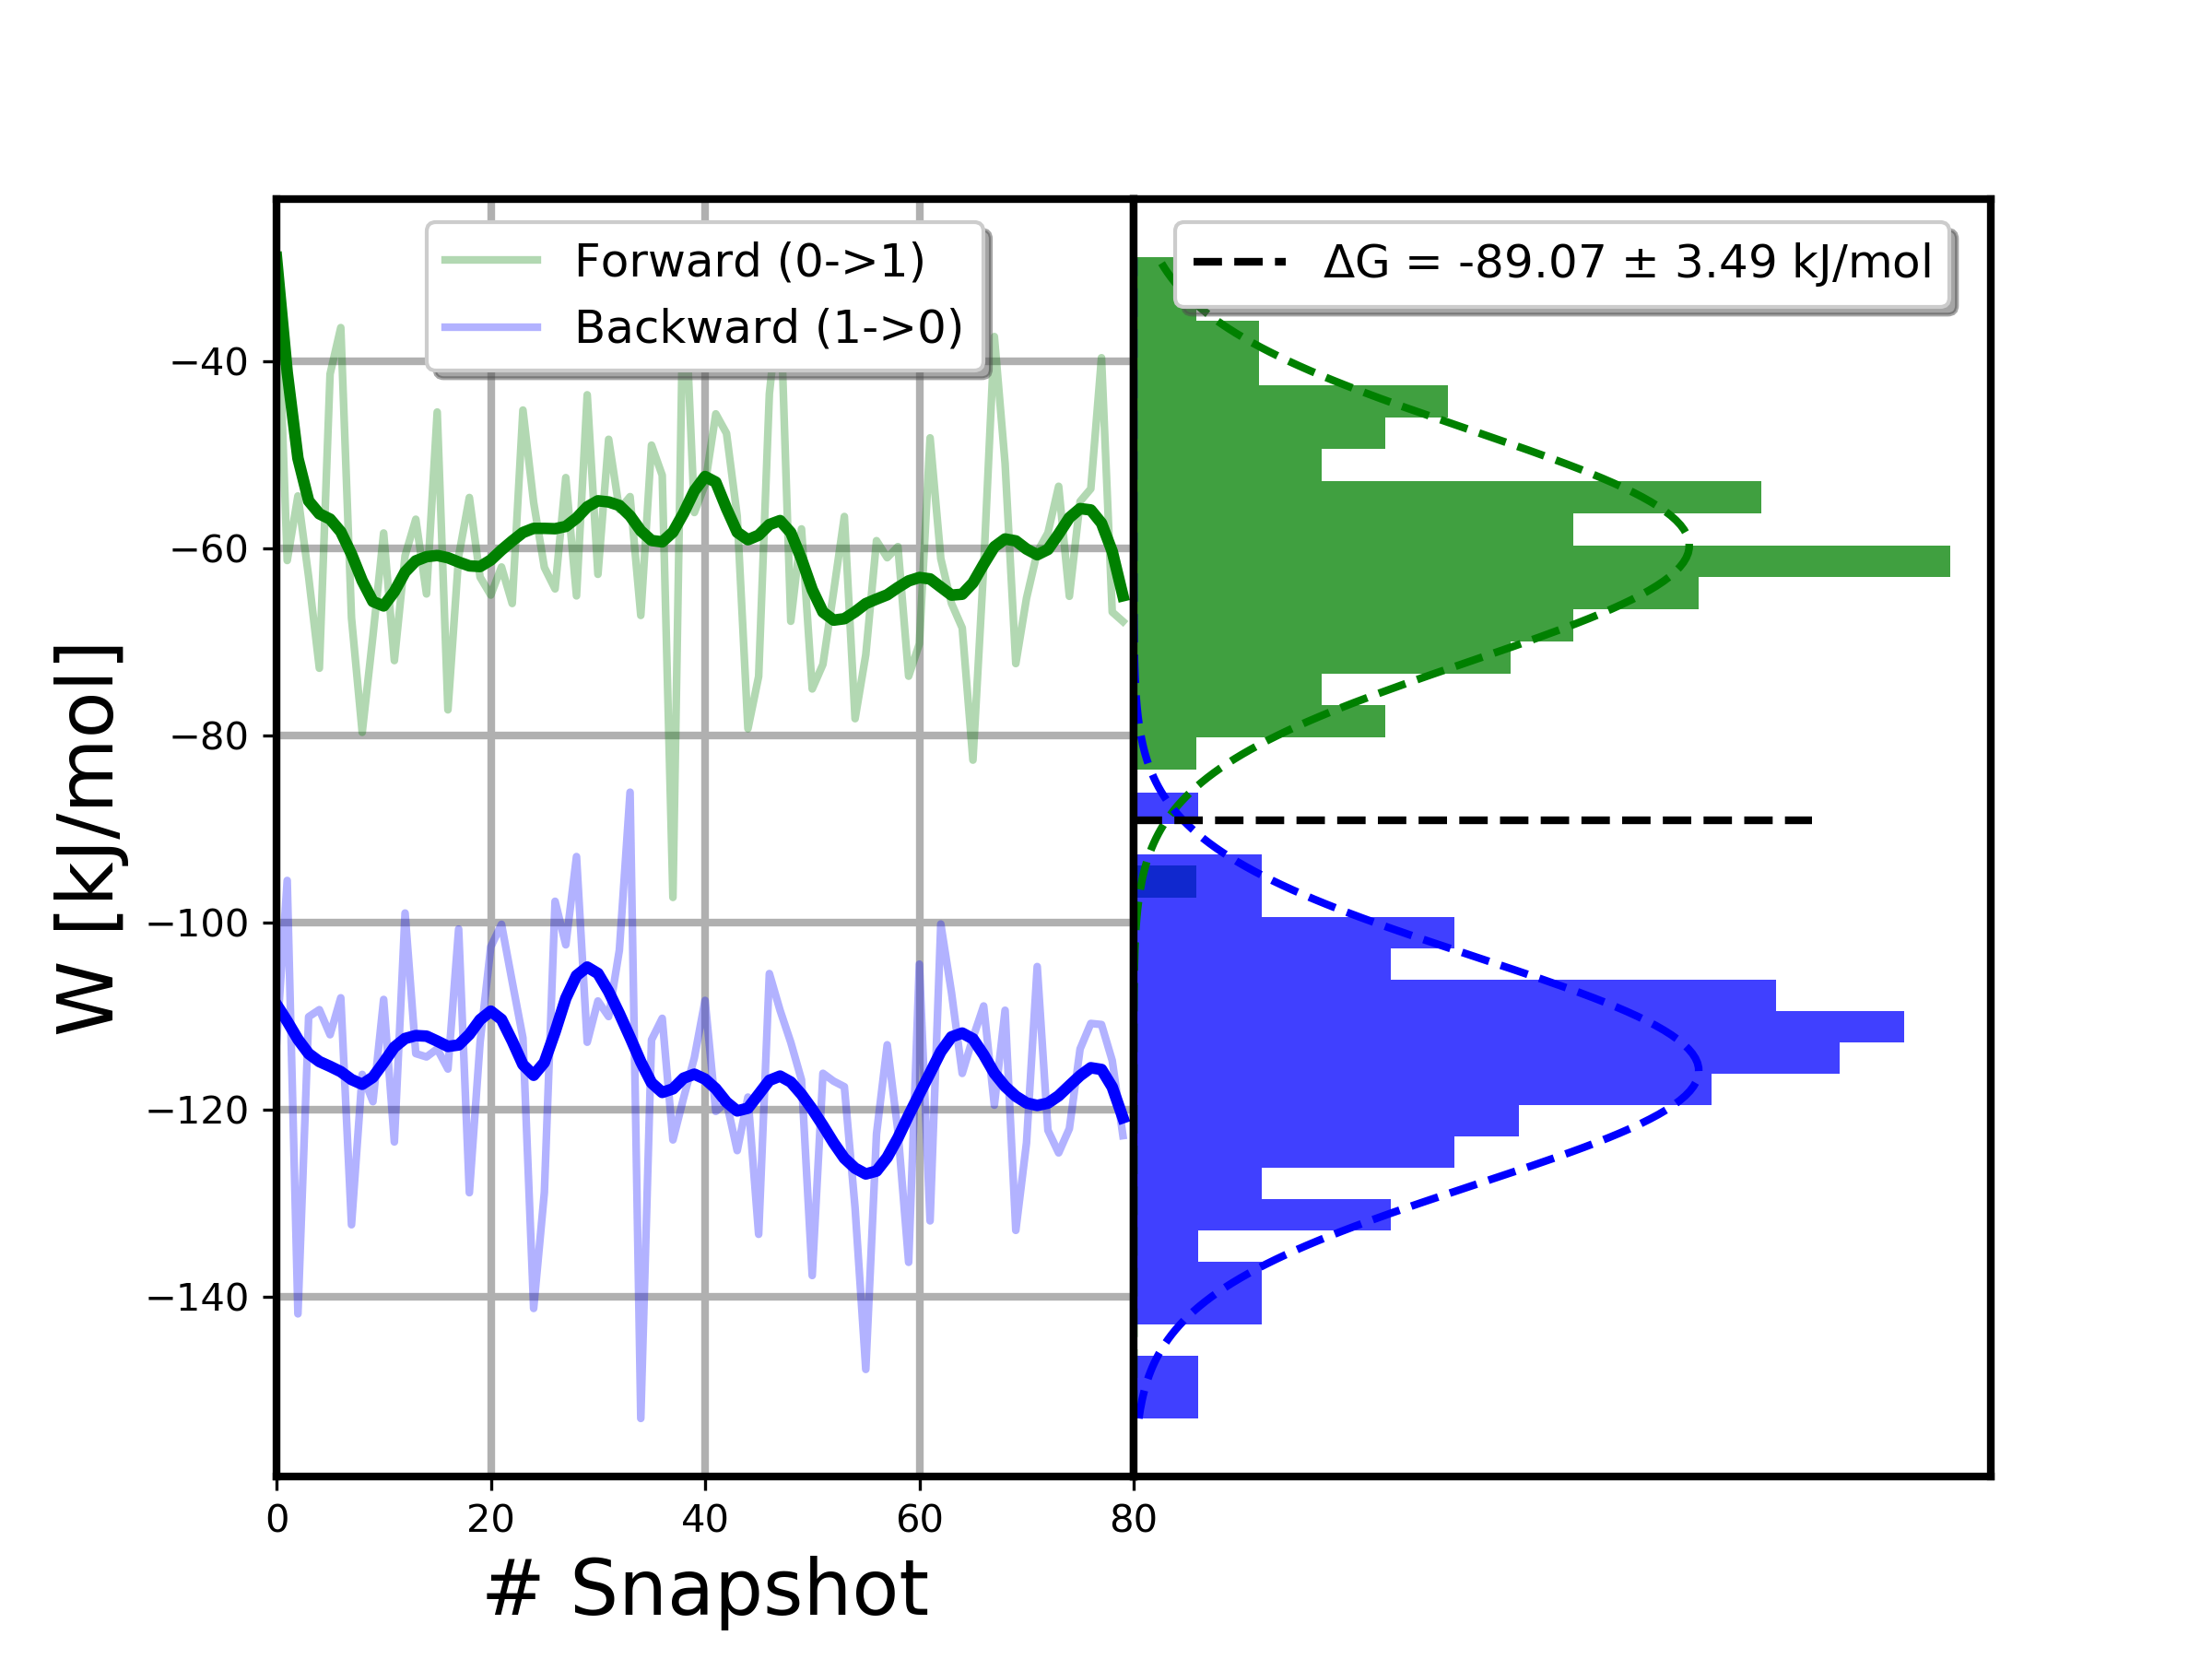 Forward (0->1)
Backward (1->0)
ΔG = -89.07 ± 3.49 kJ/mol
W [kJ/mol]
−40
−60
−80
−100
−120
−140
0 20 40 60 80
# Snapshot